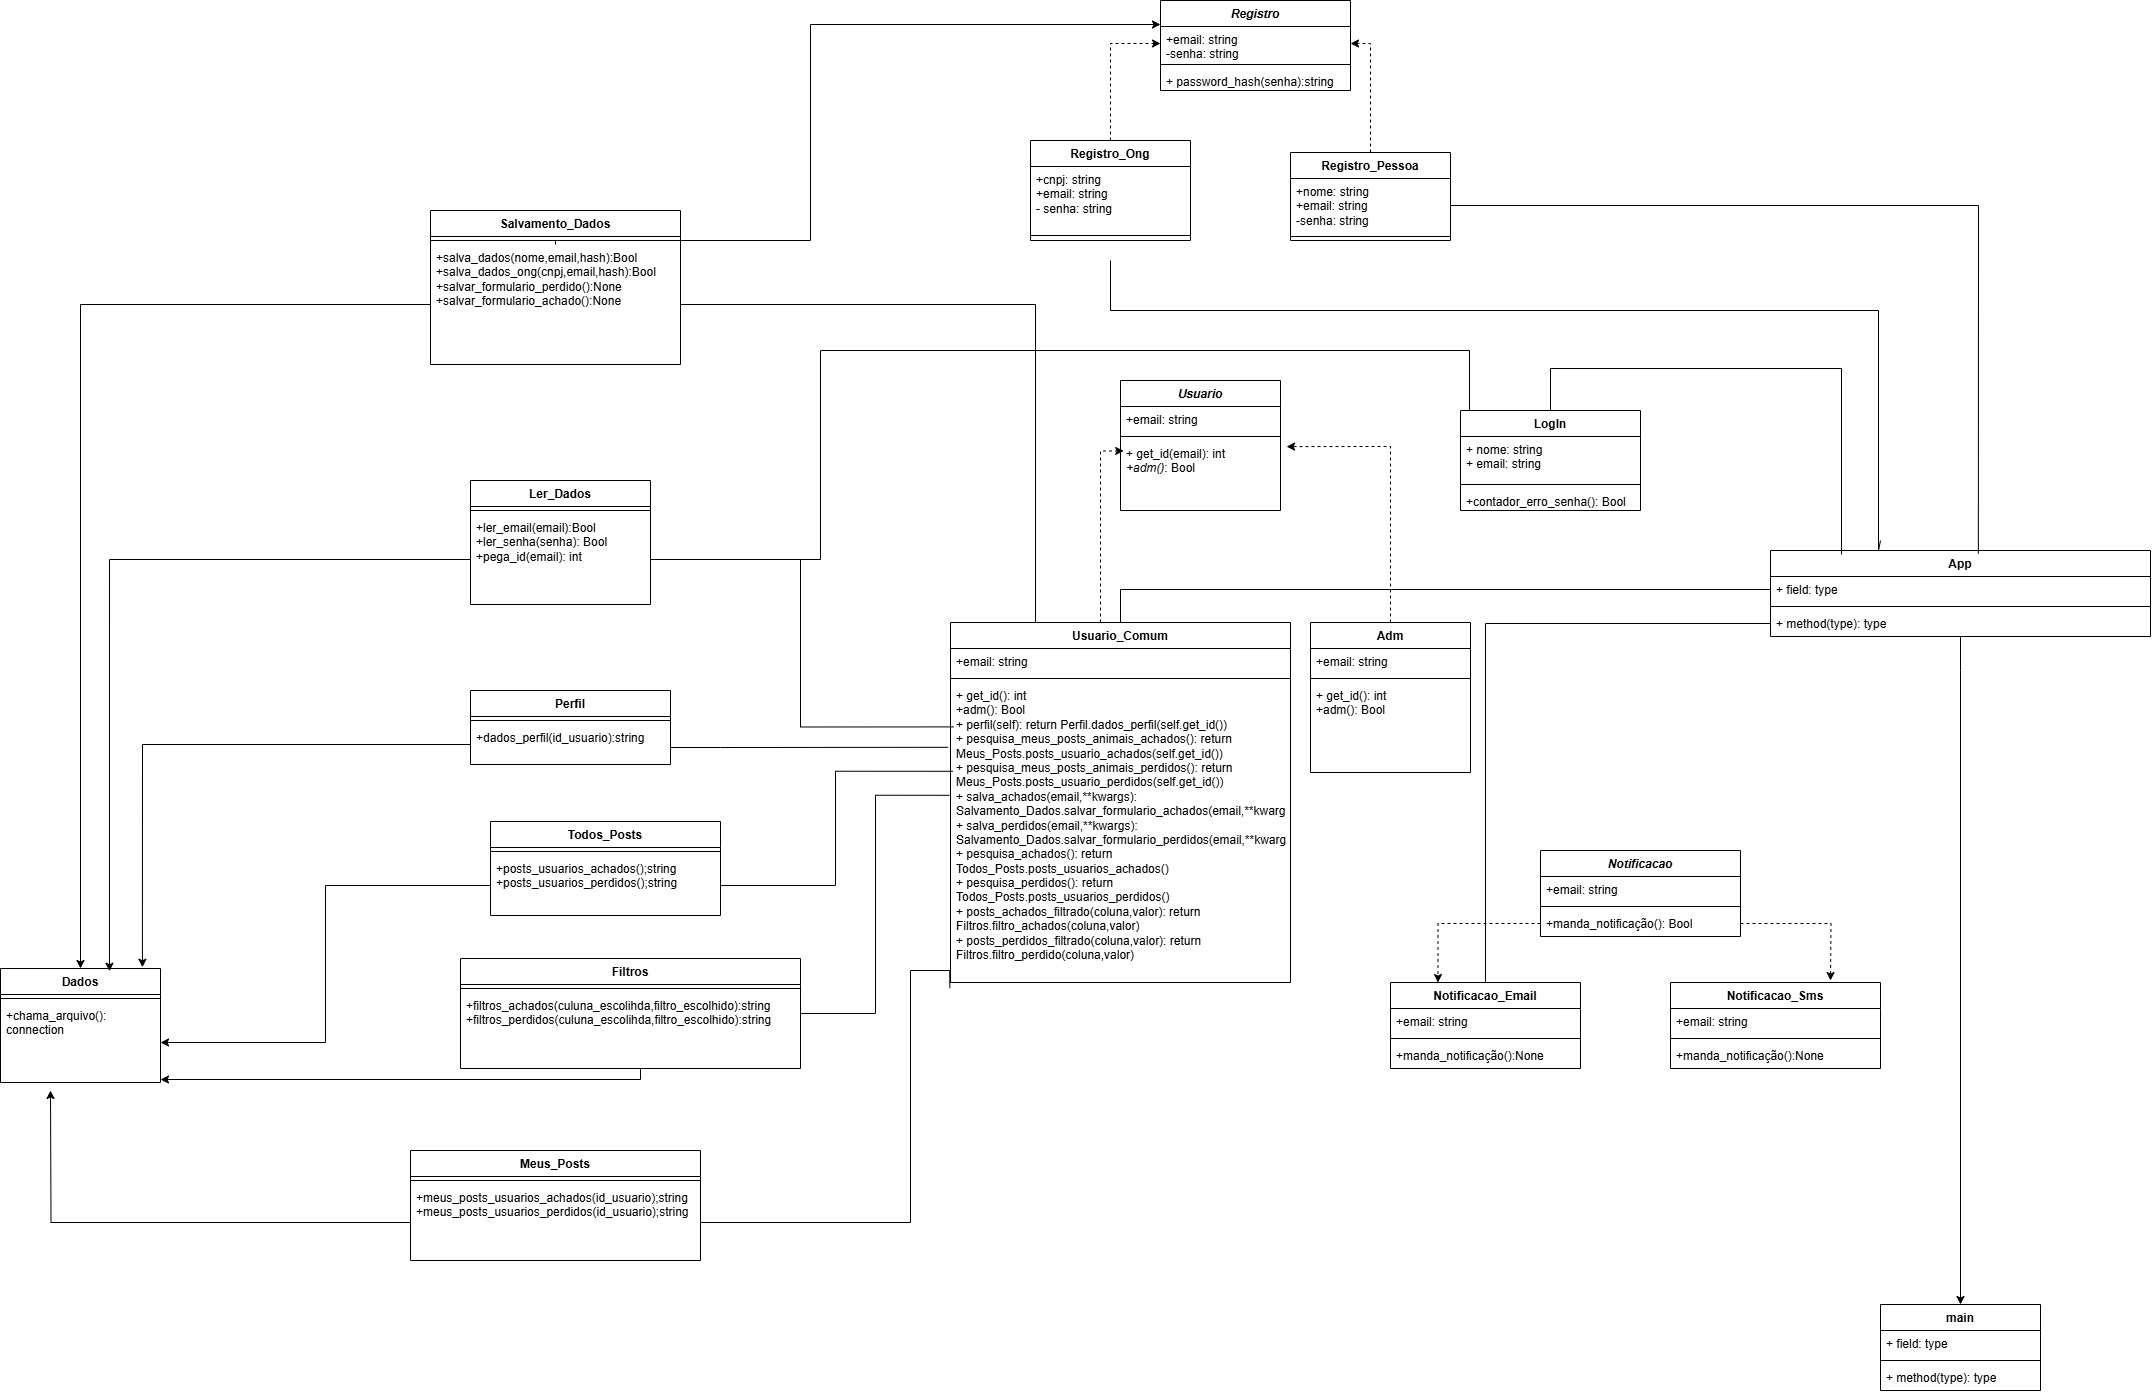 Registro
+email: string
-senha: string
+ password_hash(senha):string
Registro_Ong
+cnpj: string
+email: string
- senha: string
Registro_Pessoa
+nome: string
+email: string
-senha: string
Salvamento_Dados
+salva_dados(nome,email,hash):Bool
+salva_dados_ong(cnpj,email,hash):Bool
+salvar_formulario_perdido():None
+salvar_formulario_achado():None
Usuario
+email: string
+ get_id(email): int
+adm(): Bool
LogIn
+ nome: string
+ email: string
+contador_erro_senha(): Bool
Ler_Dados
+ler_email(email):Bool
+ler_senha(senha): Bool
+pega_id(email): int
App
+ field: type
+ method(type): type
Usuario_Comum
+email: string
+ get_id(): int
+adm(): Bool
+ perfil(self): return Perfil.dados_perfil(self.get_id())
+ pesquisa_meus_posts_animais_achados(): return
Meus_Posts.posts_usuario_achados(self.get_id())
+ pesquisa_meus_posts_animais_perdidos(): return
Meus_Posts.posts_usuario_perdidos(self.get_id())
+ salva_achados(email,**kwargs):
Salvamento_Dados.salvar_formulario_achados(email,**kwarg
+ salva_perdidos(email,**kwargs):
Salvamento_Dados.salvar_formulario_perdidos(email,**kwarg
+ pesquisa_achados(): return
Todos_Posts.posts_usuarios_achados()
+ pesquisa_perdidos(): return
Todos_Posts.posts_usuarios_perdidos()
+ posts_achados_filtrado(coluna,valor): return
Filtros.filtro_achados(coluna,valor)
+ posts_perdidos_filtrado(coluna,valor): return
Filtros.filtro_perdido(coluna,valor)
Adm
+email: string
+ get_id(): int
+adm(): Bool
Perfil
+dados_perfil(id_usuario):string
Todos_Posts
+posts_usuarios_achados();string
+posts_usuarios_perdidos();string
Notificacao
+email: string
+manda_notificação(): Bool
Filtros
+filtros_achados(culuna_escolihda,filtro_escolhido):string
+filtros_perdidos(culuna_escolihda,filtro_escolhido):string
Dados
+chama_arquivo():
connection
Notificacao_Email
+email: string
+manda_notificação():None
Notificacao_Sms
+email: string
+manda_notificação():None
Meus_Posts
+meus_posts_usuarios_achados(id_usuario);string
+meus_posts_usuarios_perdidos(id_usuario);string
main
+ field: type
+ method(type): type